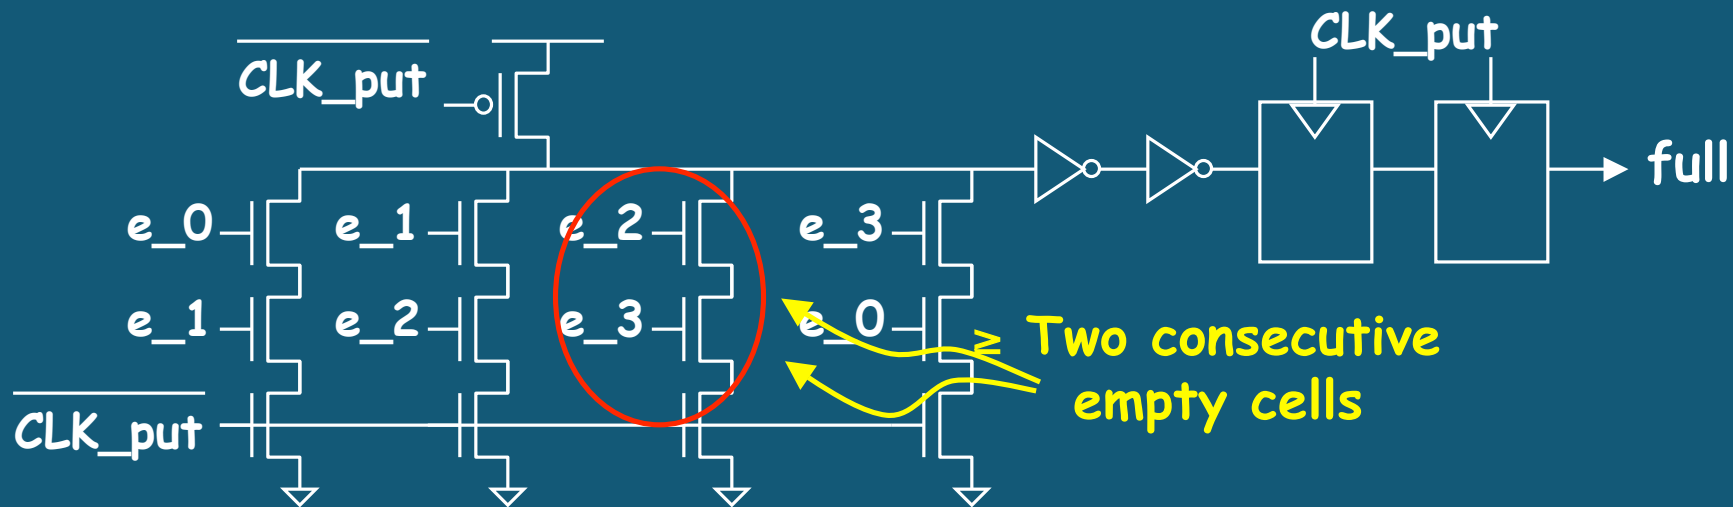 CLK_put
CLK_put
full
e_0 e_1 e_2 e_3
e_1 e_2 e_3 e_0
≥ Two consecutive
empty cells
CLK_put